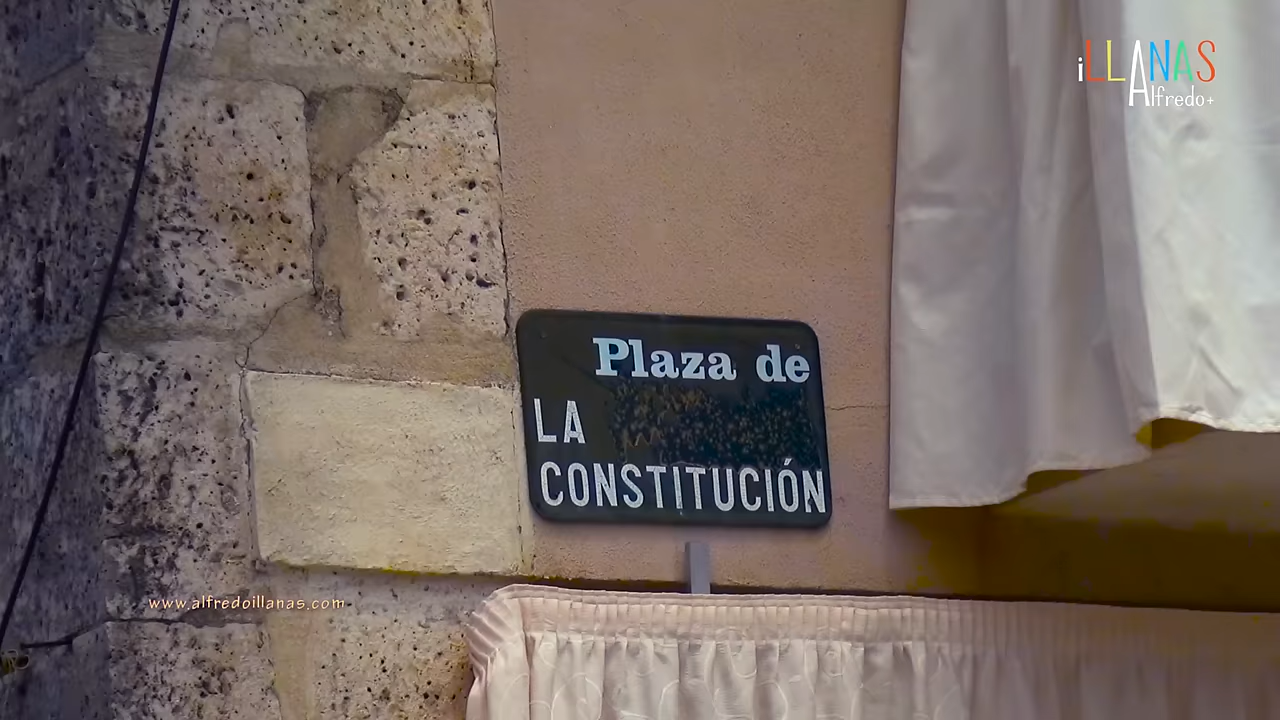 iLLANAS
Alfredo+
Plaza de
LA
CONSTITUCIÓN
www.alfredoillanas.com